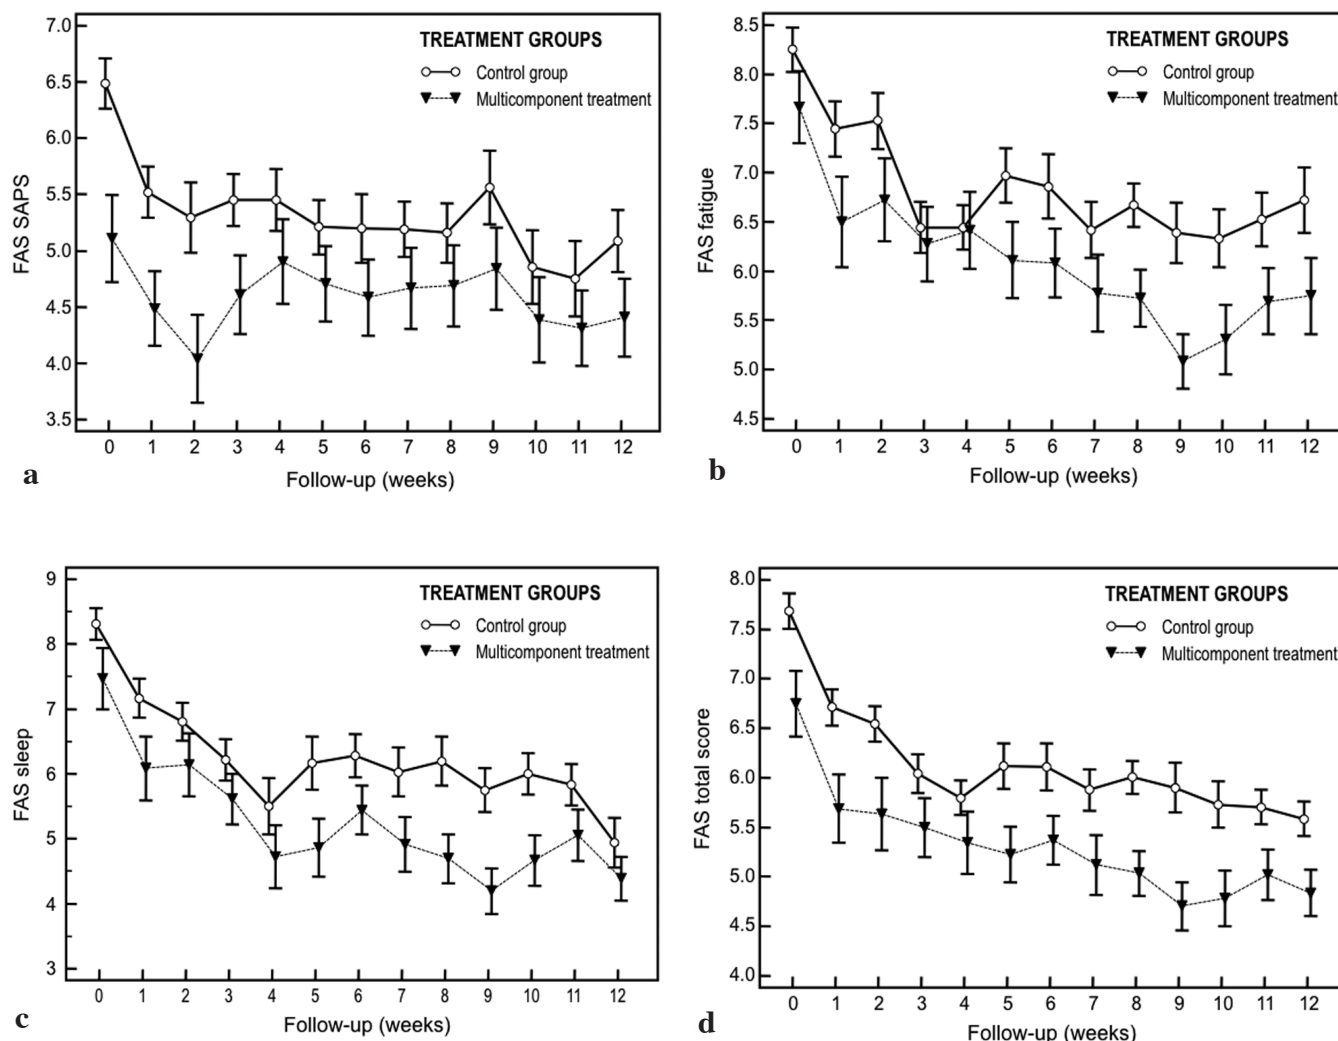 7.0
6.5
6.0
5.5
5.0
4.5
4.0
3.5
FAS SAPS
TREATMENT GROUPS
Control group
Multicomponent treatment
0 1 2 3 4 5 6 7 8 9 10 11 12
Follow-up (weeks)
a
8.5
8.0
7.5
7.0
6.5
6.0
5.5
5.0
4.5
FAS fatigue
TREATMENT GROUPS
Control group
Multicomponent treatment
0 1 2 3 4 5 6 7 8 9 10 11 12
Follow-up (weeks)
b
9
8
7
6
5
4
3
FAS sleep
TREATMENT GROUPS
Control group
Multicomponent treatment
0 1 2 3 4 5 6 7 8 9 10 11 12
Follow-up (weeks)
c
8.0
7.5
7.0
6.5
6.0
5.5
5.0
4.5
4.0
FAS total score
TREATMENT GROUPS
Control group
Multicomponent treatment
0 1 2 3 4 5 6 7 8 9 10 11 12
Follow-up (weeks)
d